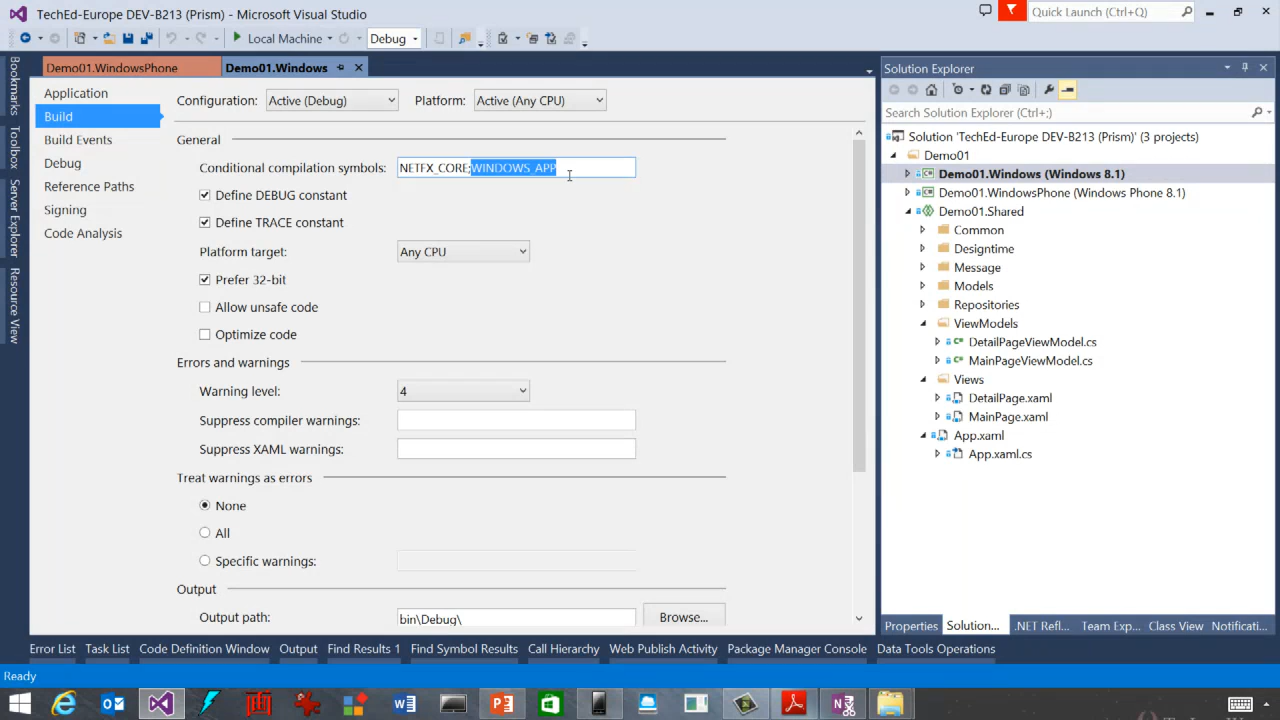 TechEd-Europe DEV-B213 (Prism) - Microsoft Visual Studio
Quick Launch (Ctrl+Q)
Local Machine
Debug
Bookmarks
Toolbox
Server Explorer
Resource View
Demo01.WindowsPhone
Demo01.Windows
Application
Build
Build Events
Debug
Reference Paths
Signing
Code Analysis
Configuration: Active (Debug) Platform: Active (Any CPU)
General
Conditional compilation symbols: NETFX_CORE;WINDOWS_APP
Define DEBUG constant
Define TRACE constant
Platform target: Any CPU
Prefer 32-bit
Allow unsafe code
Optimize code
Errors and warnings
Warning level: 4
Suppress compiler warnings:
Suppress XAML warnings:
Treat warnings as errors
None
All
Specific warnings:
Output
Output path: bin\Debug\ Browse...
Solution Explorer
Search Solution Explorer (Ctrl+;)
Solution 'TechEd-Europe DEV-B213 (Prism)' (3 projects)
Demo01
Demo01.Windows (Windows 8.1)
Demo01.WindowsPhone (Windows Phone 8.1)
Demo01.Shared
Common
Designtime
Message
Models
Repositories
ViewModels
DetailPageViewModel.cs
MainPageViewModel.cs
Views
DetailPage.xaml
MainPage.xaml
App.xaml
App.xaml.cs
Properties Solution... .NET Refl... Team Exp... Class View Notificati...
Error List Task List Code Definition Window Output Find Results 1 Find Symbol Results Call Hierarchy Web Publish Activity Package Manager Console Data Tools Operations
Ready